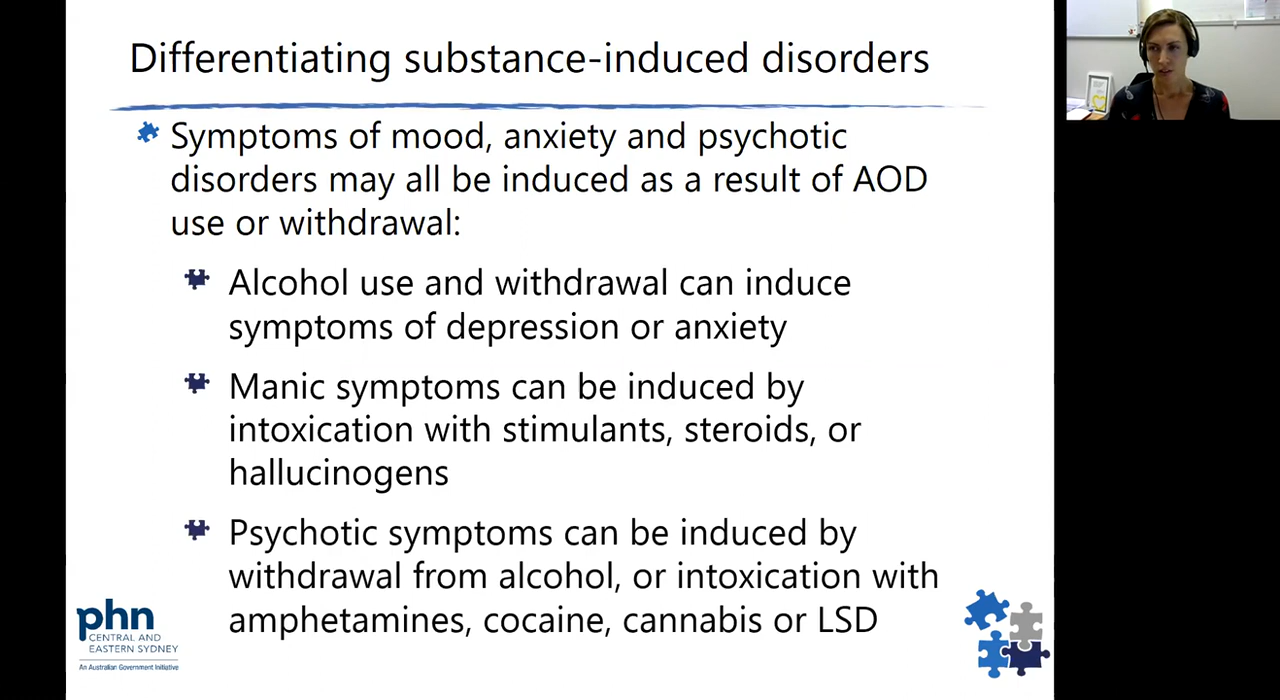 Differentiating substance-induced disorders
Symptoms of mood, anxiety and psychotic
disorders may all be induced as a result of AOD
use or withdrawal:
Alcohol use and withdrawal can induce
symptoms of depression or anxiety
Manic symptoms can be induced by
intoxication with stimulants, steroids, or
hallucinogens
Psychotic symptoms can be induced by
withdrawal from alcohol, or intoxication with
amphetamines, cocaine, cannabis or LSD
phn
CENTRAL AND
EASTERN SYDNEY
An Australian Government Initiative